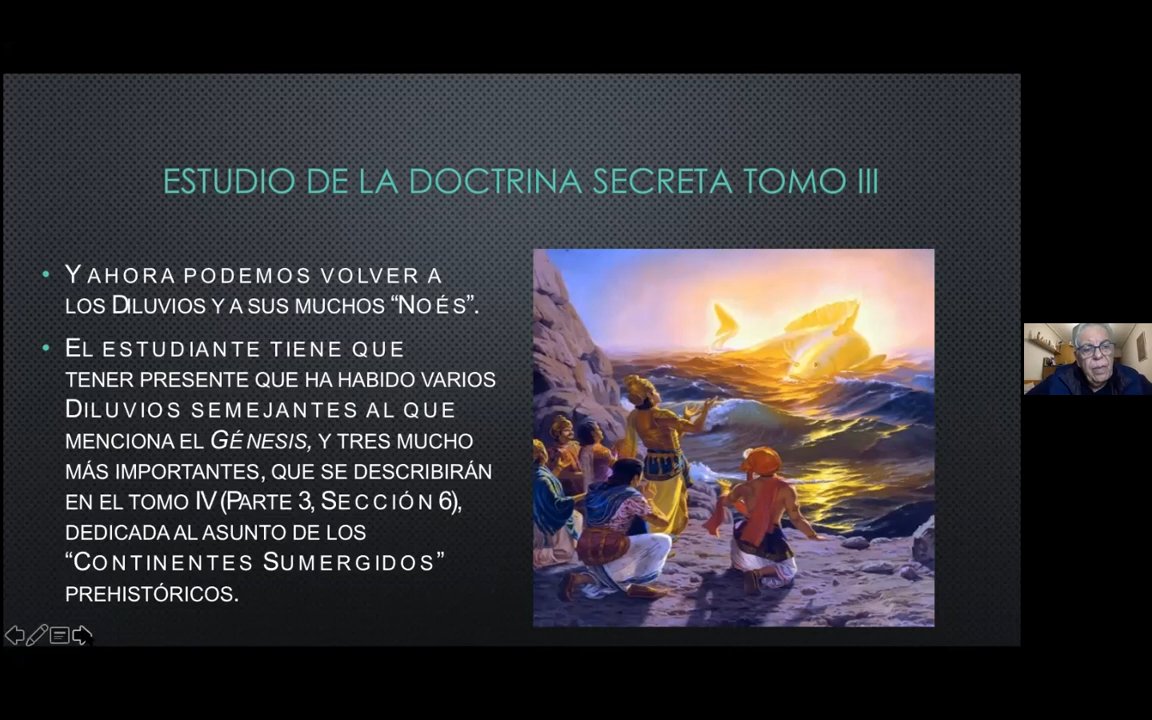 ESTUDIO DE LA DOCTRINA SECRETA TOMO III
• Y AHORA PODEMOS VOLVER A
LOS DILUVIOS Y A SUS MUCHOS “NOÉS”.
• EL ESTUDIANTE TIENE QUE
TENER PRESENTE QUE HA HABIDO VARIOS
DILUVIOS SEMEJANTES AL QUE
MENCIONA EL GÉNESIS, Y TRES MUCHO
MÁS IMPORTANTES, QUE SE DESCRIBIRÁN
EN EL TOMO IV (PARTE 3, SECCIÓN 6),
DEDICADA AL ASUNTO DE LOS
“CONTINENTES SUMERGIDOS”
PREHISTÓRICOS.